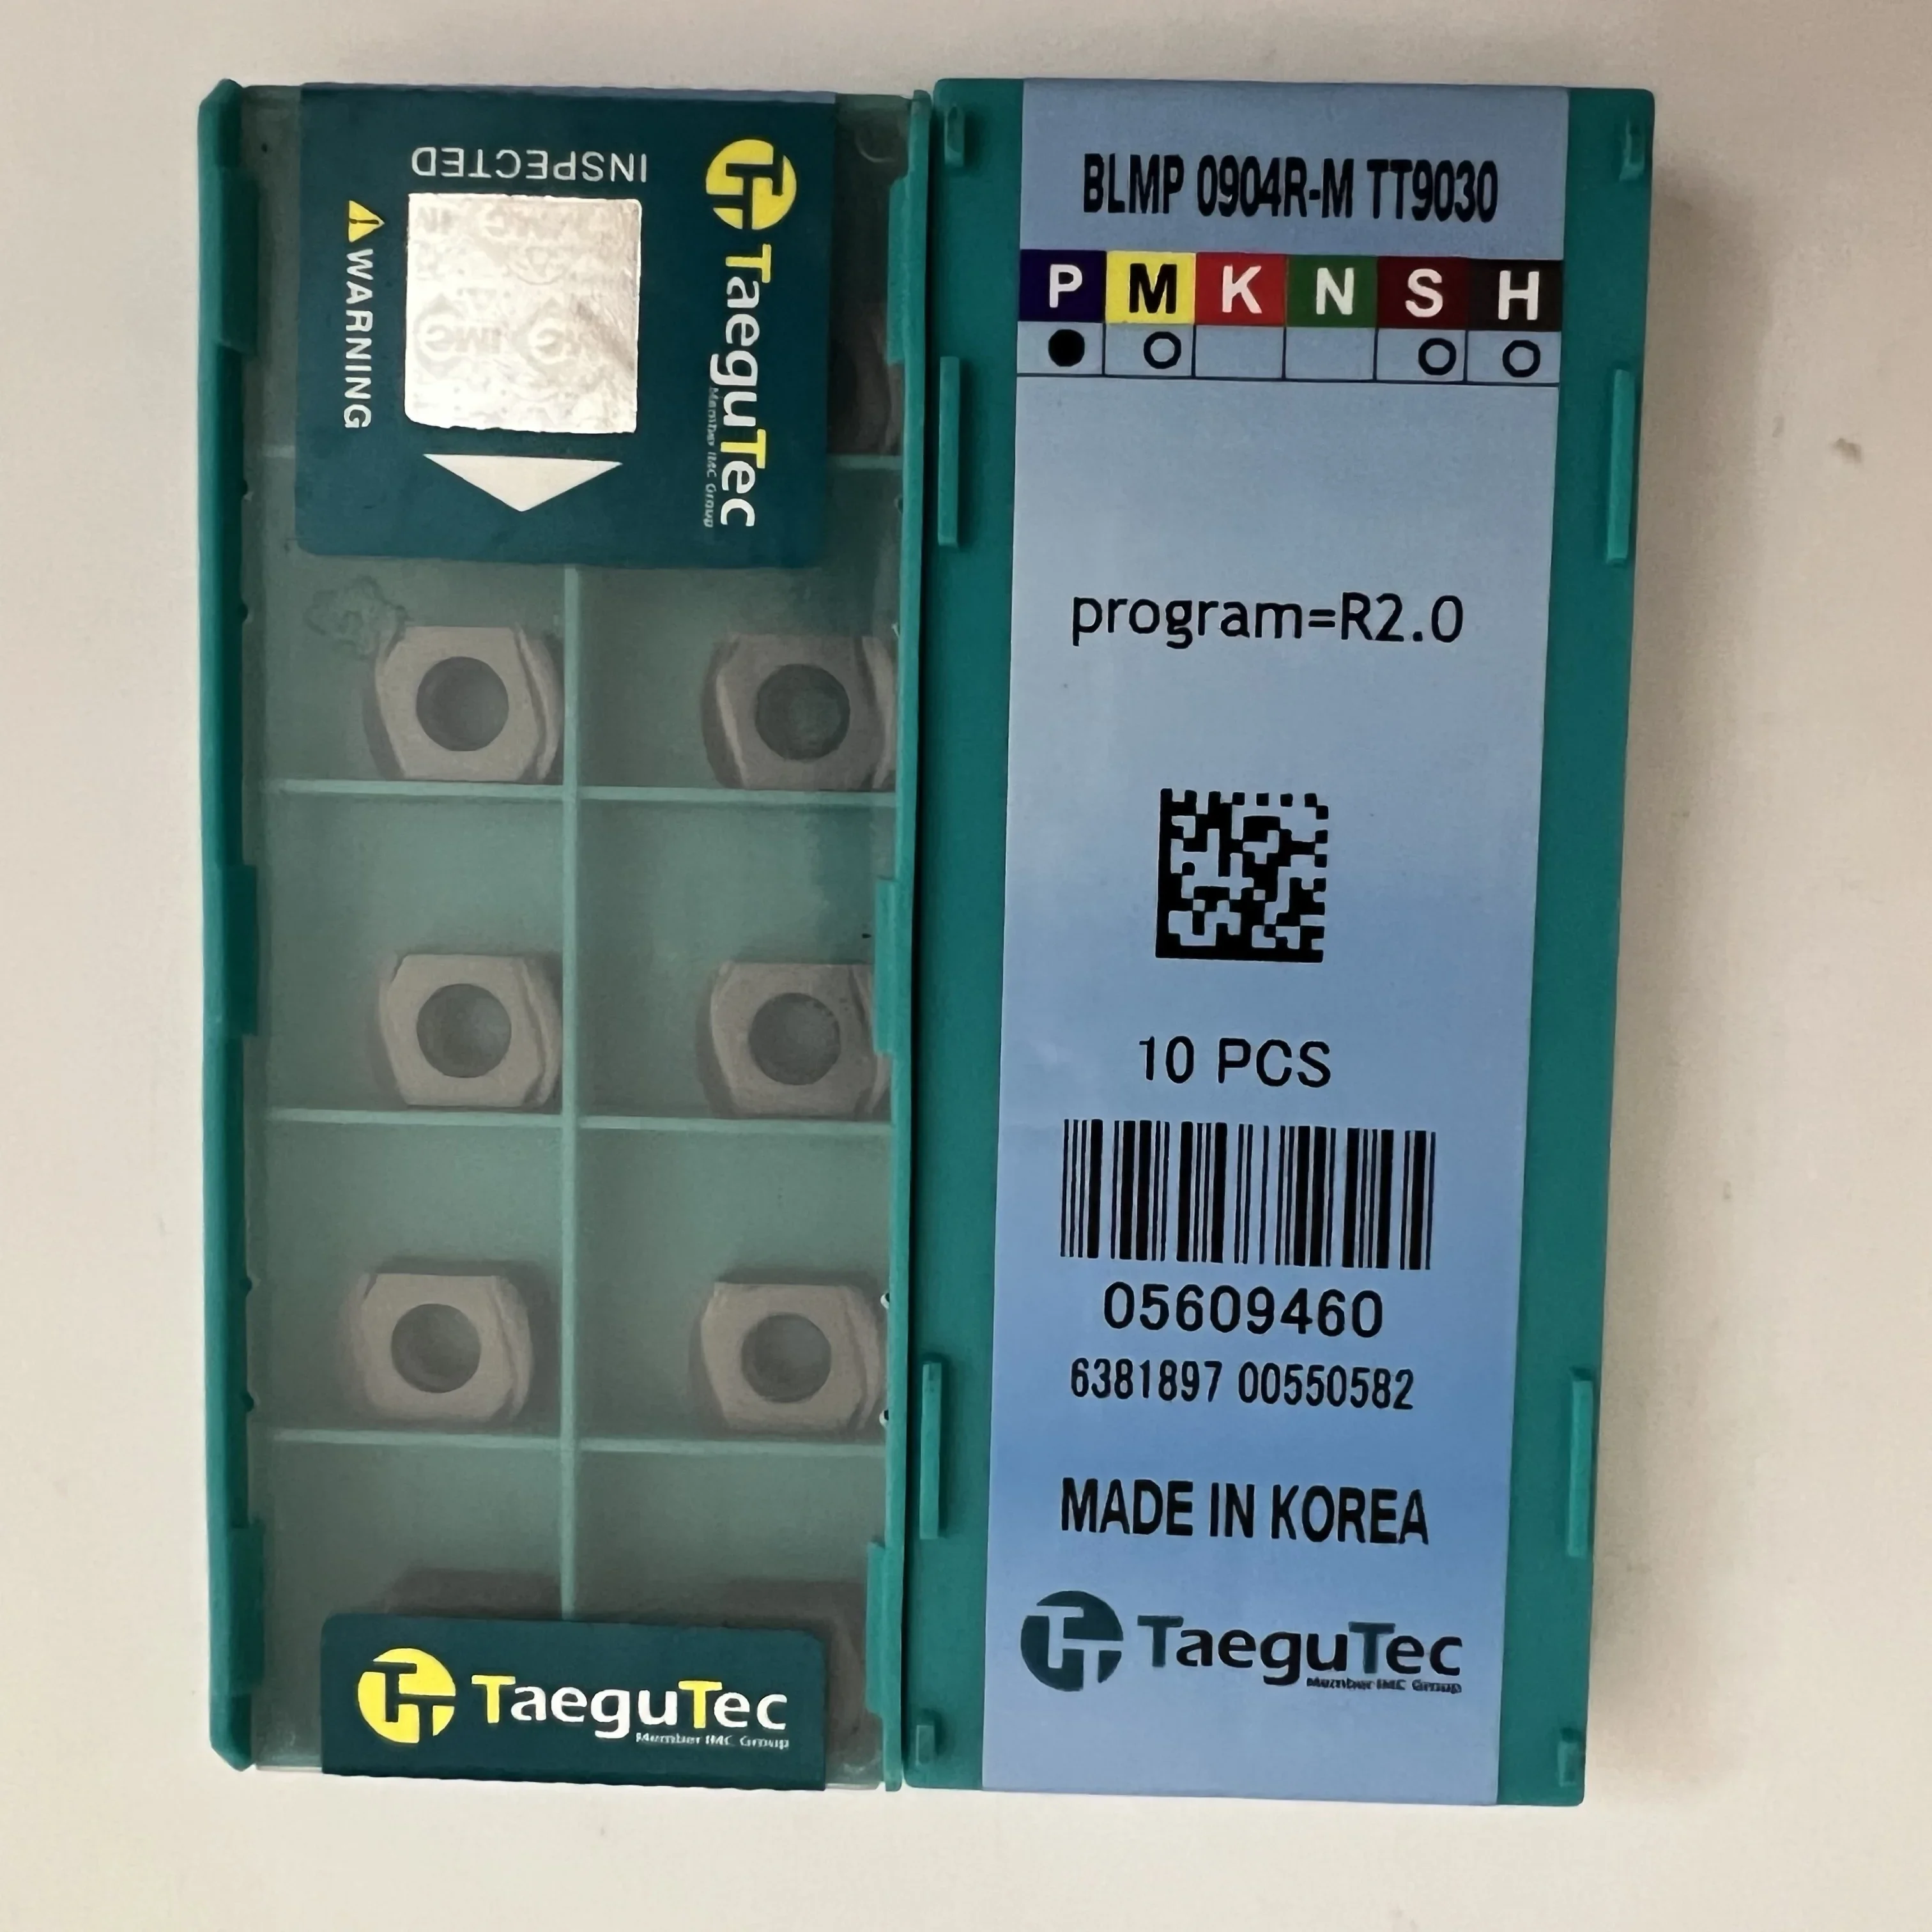 INSPECTED
WARNING
TaeguTec
Member IMC Group
TaeguTec
Member IMC Group
BLMP 0904R-M TT9030
P M K N S H
program=R2.0
10 PCS
05609460
6381897 00550582
MADE IN KOREA
TaeguTec
Member IMC Group